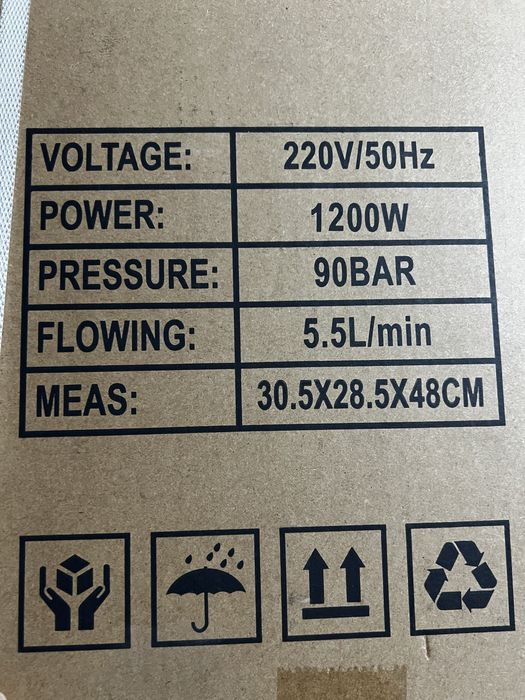 VOLTAGE: 220V/50Hz
POWER: 1200W
PRESSURE: 90BAR
FLOWING: 5.5L/min
MEAS: 30.5X28.5X48CM